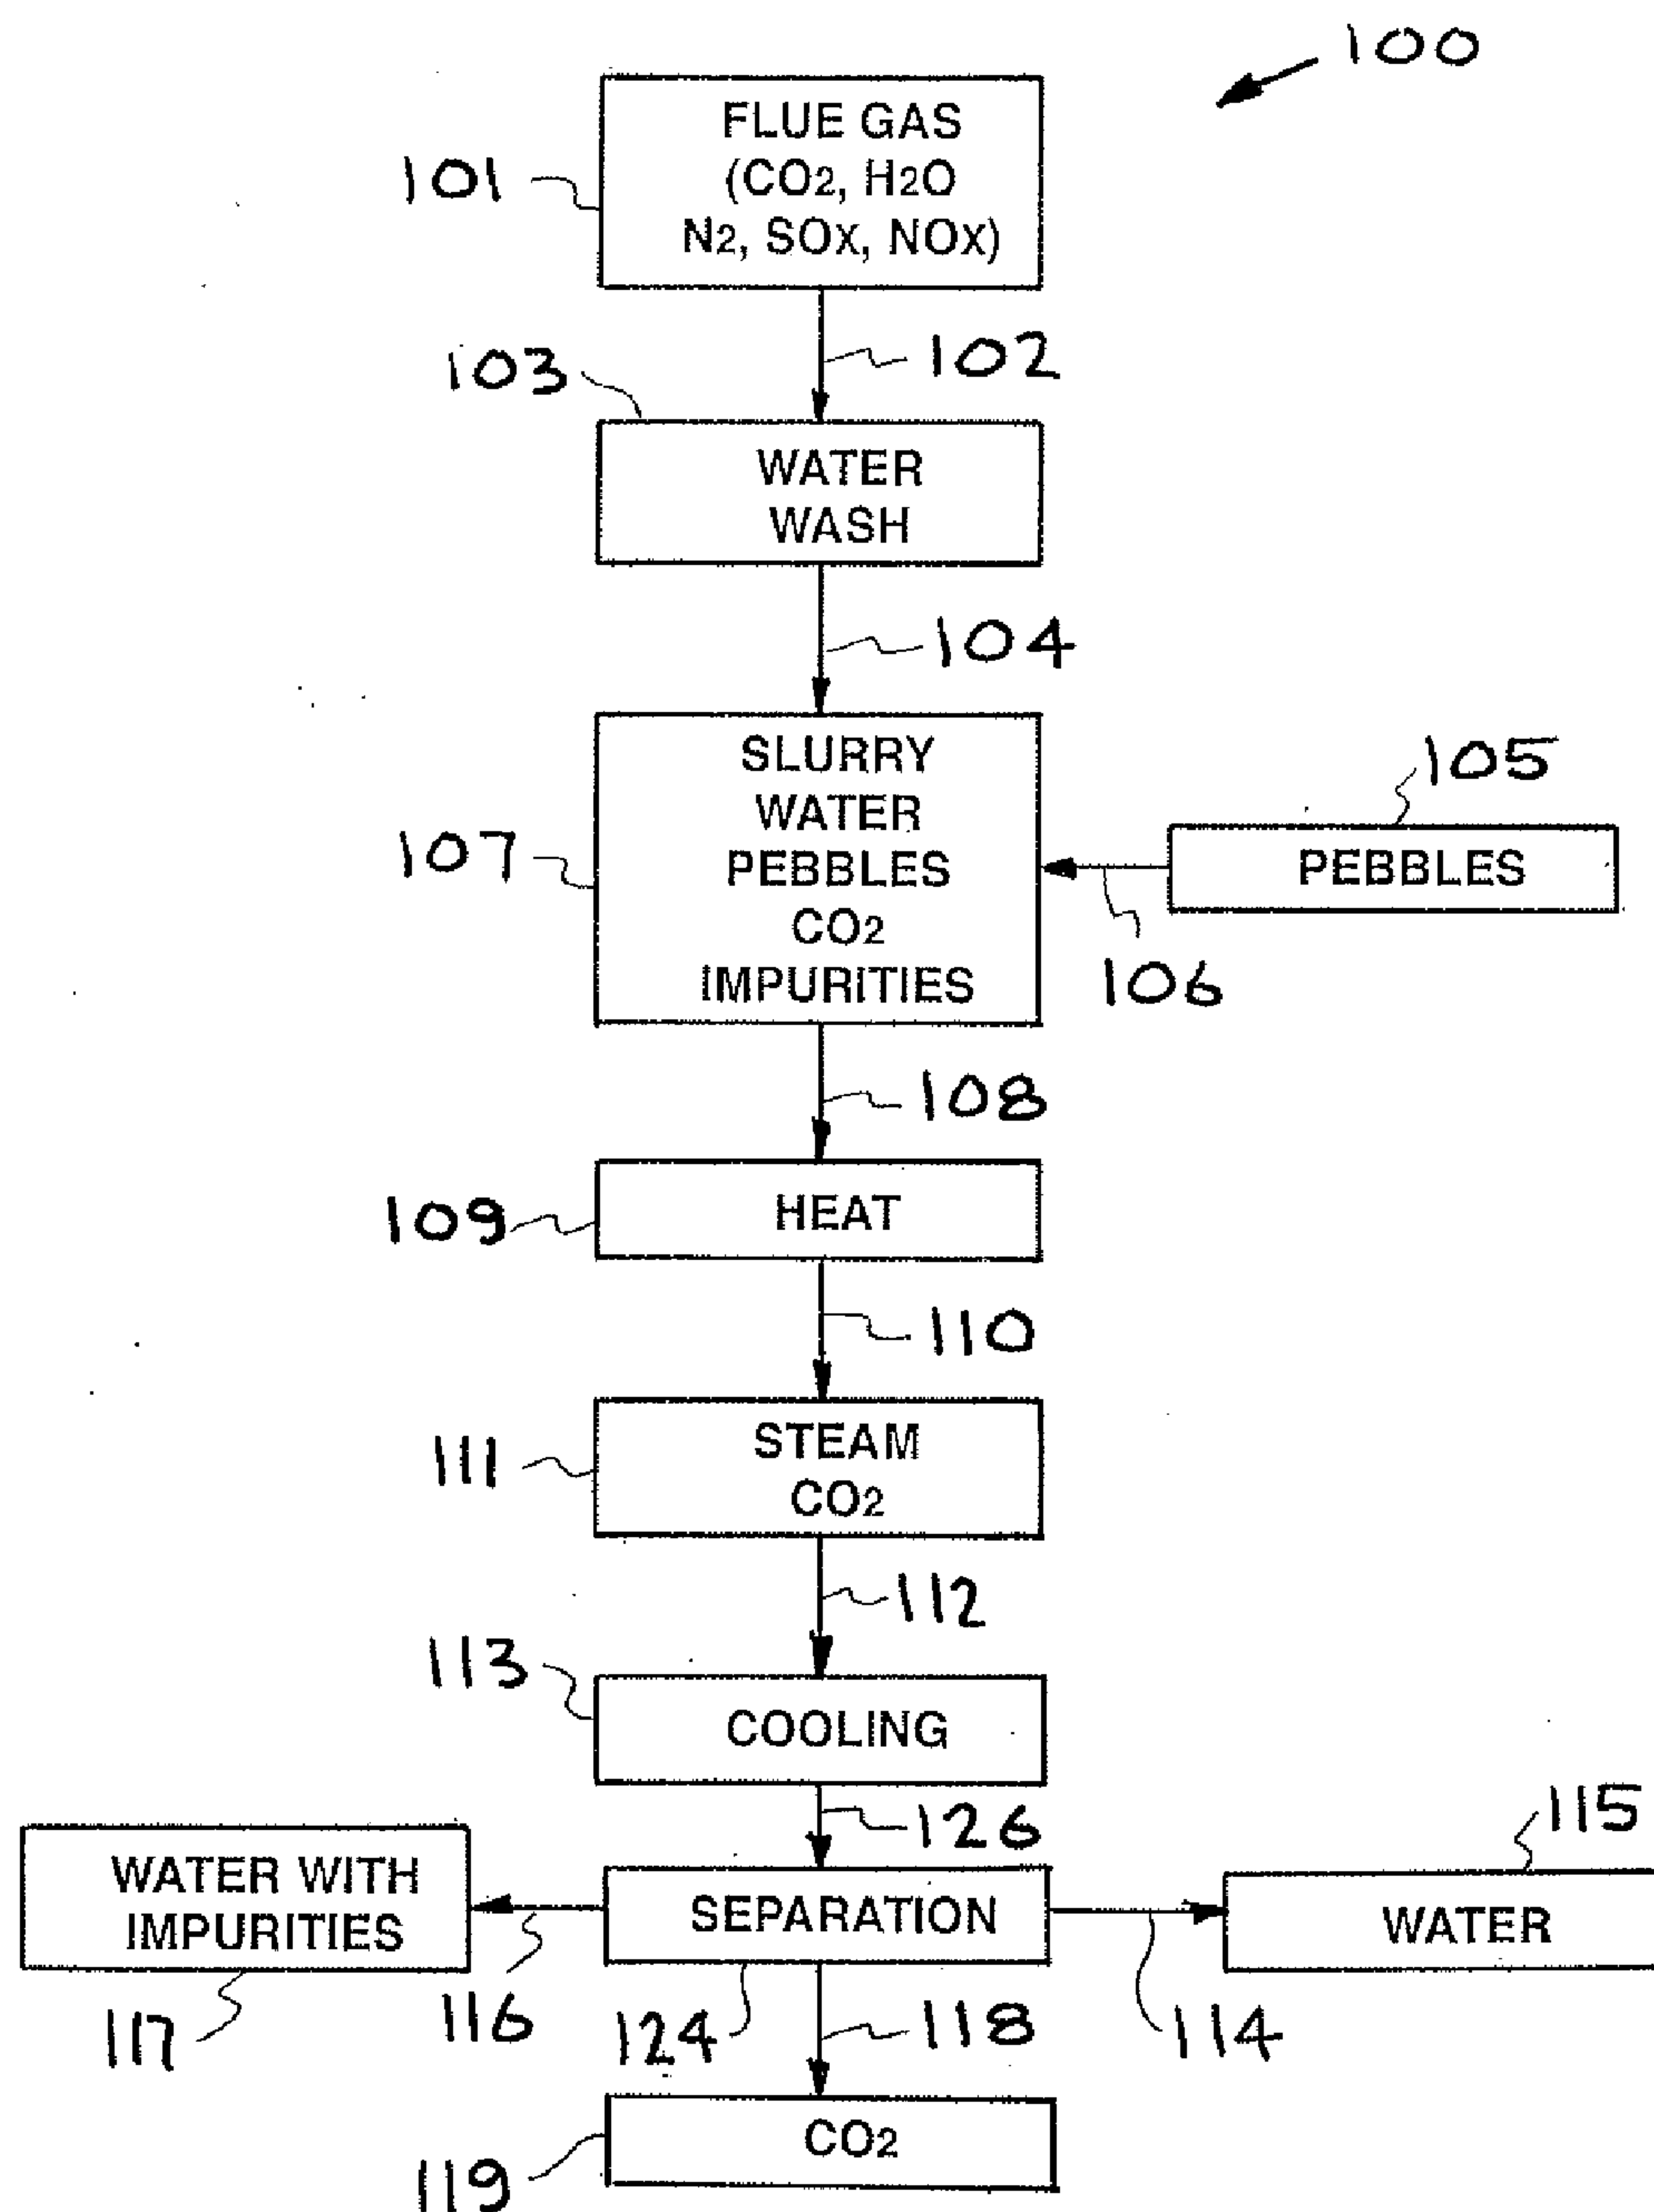 100
FLUE GAS
(CO2, H2O
N2, SOX, NOX)
101
102
103
WATER
WASH
104
SLURRY
WATER
PEBBLES
CO2
IMPURITIES
105
PEBBLES
107
106
108
HEAT
109
110
STEAM
CO2
111
112
113
COOLING
126
115
WATER WITH
IMPURITIES
SEPARATION
WATER
117
116
124
118
114
CO2
119